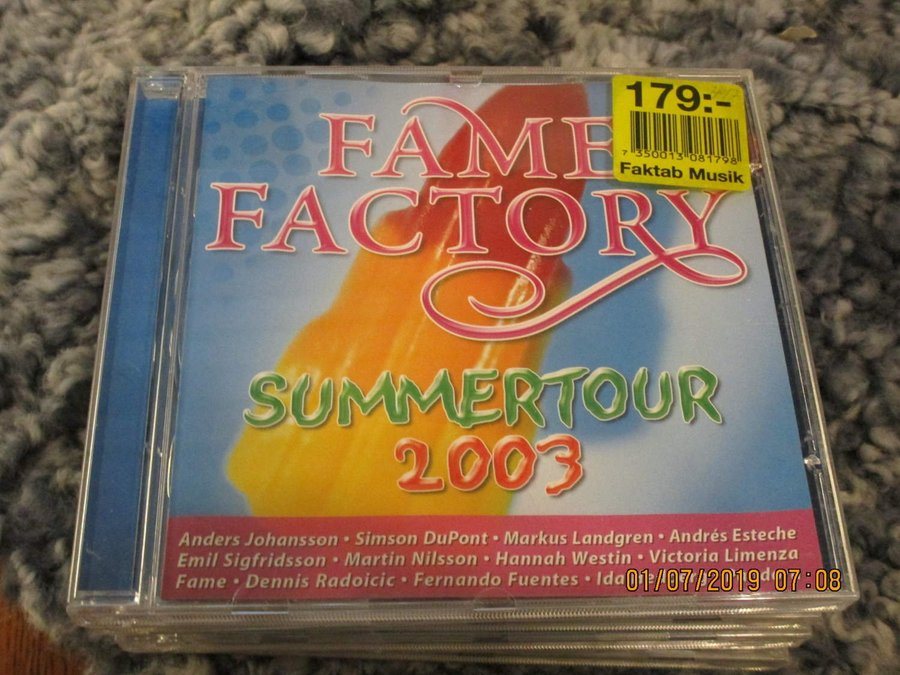 FAME
FACTORY
179:-
7 350013 081798
Faktab Musik
SUMMERTOUR
2003
Anders Johansson • Simson DuPont • Markus Landgren • Andrés Esteche
Emil Sigfridsson • Martin Nilsson • Hannah Westin • Victoria Limenza
Fame • Dennis Radoicic • Fernando Fuentes •
01/07/2019 07:08